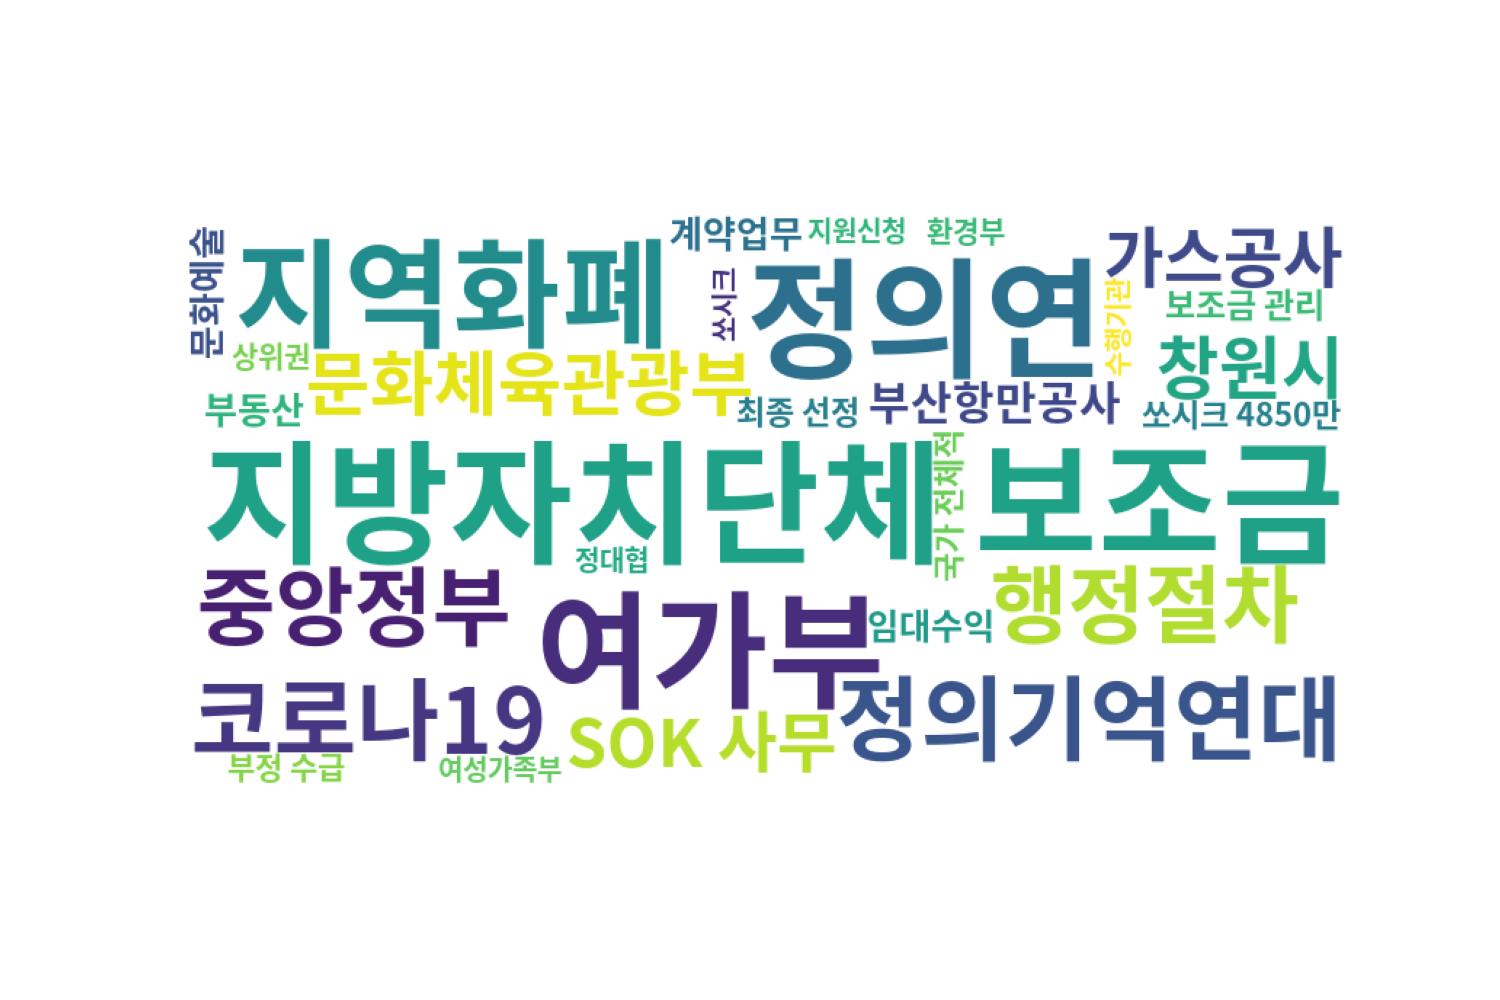 문화예술
지역화폐
계약업무
지원신청
환경부
가스공사
쏘시크
정의연
수행기관
보조금 관리
상위권
문화체육관광부
창원시
부동산
최종 선정
부산항만공사
쏘시크 4850만
지방자치단체
국가 전체적
보조금
정대협
중앙정부
여가부
임대수익
행정절차
코로나19
SOK 사무
정의기억연대
부정 수급
여성가족부